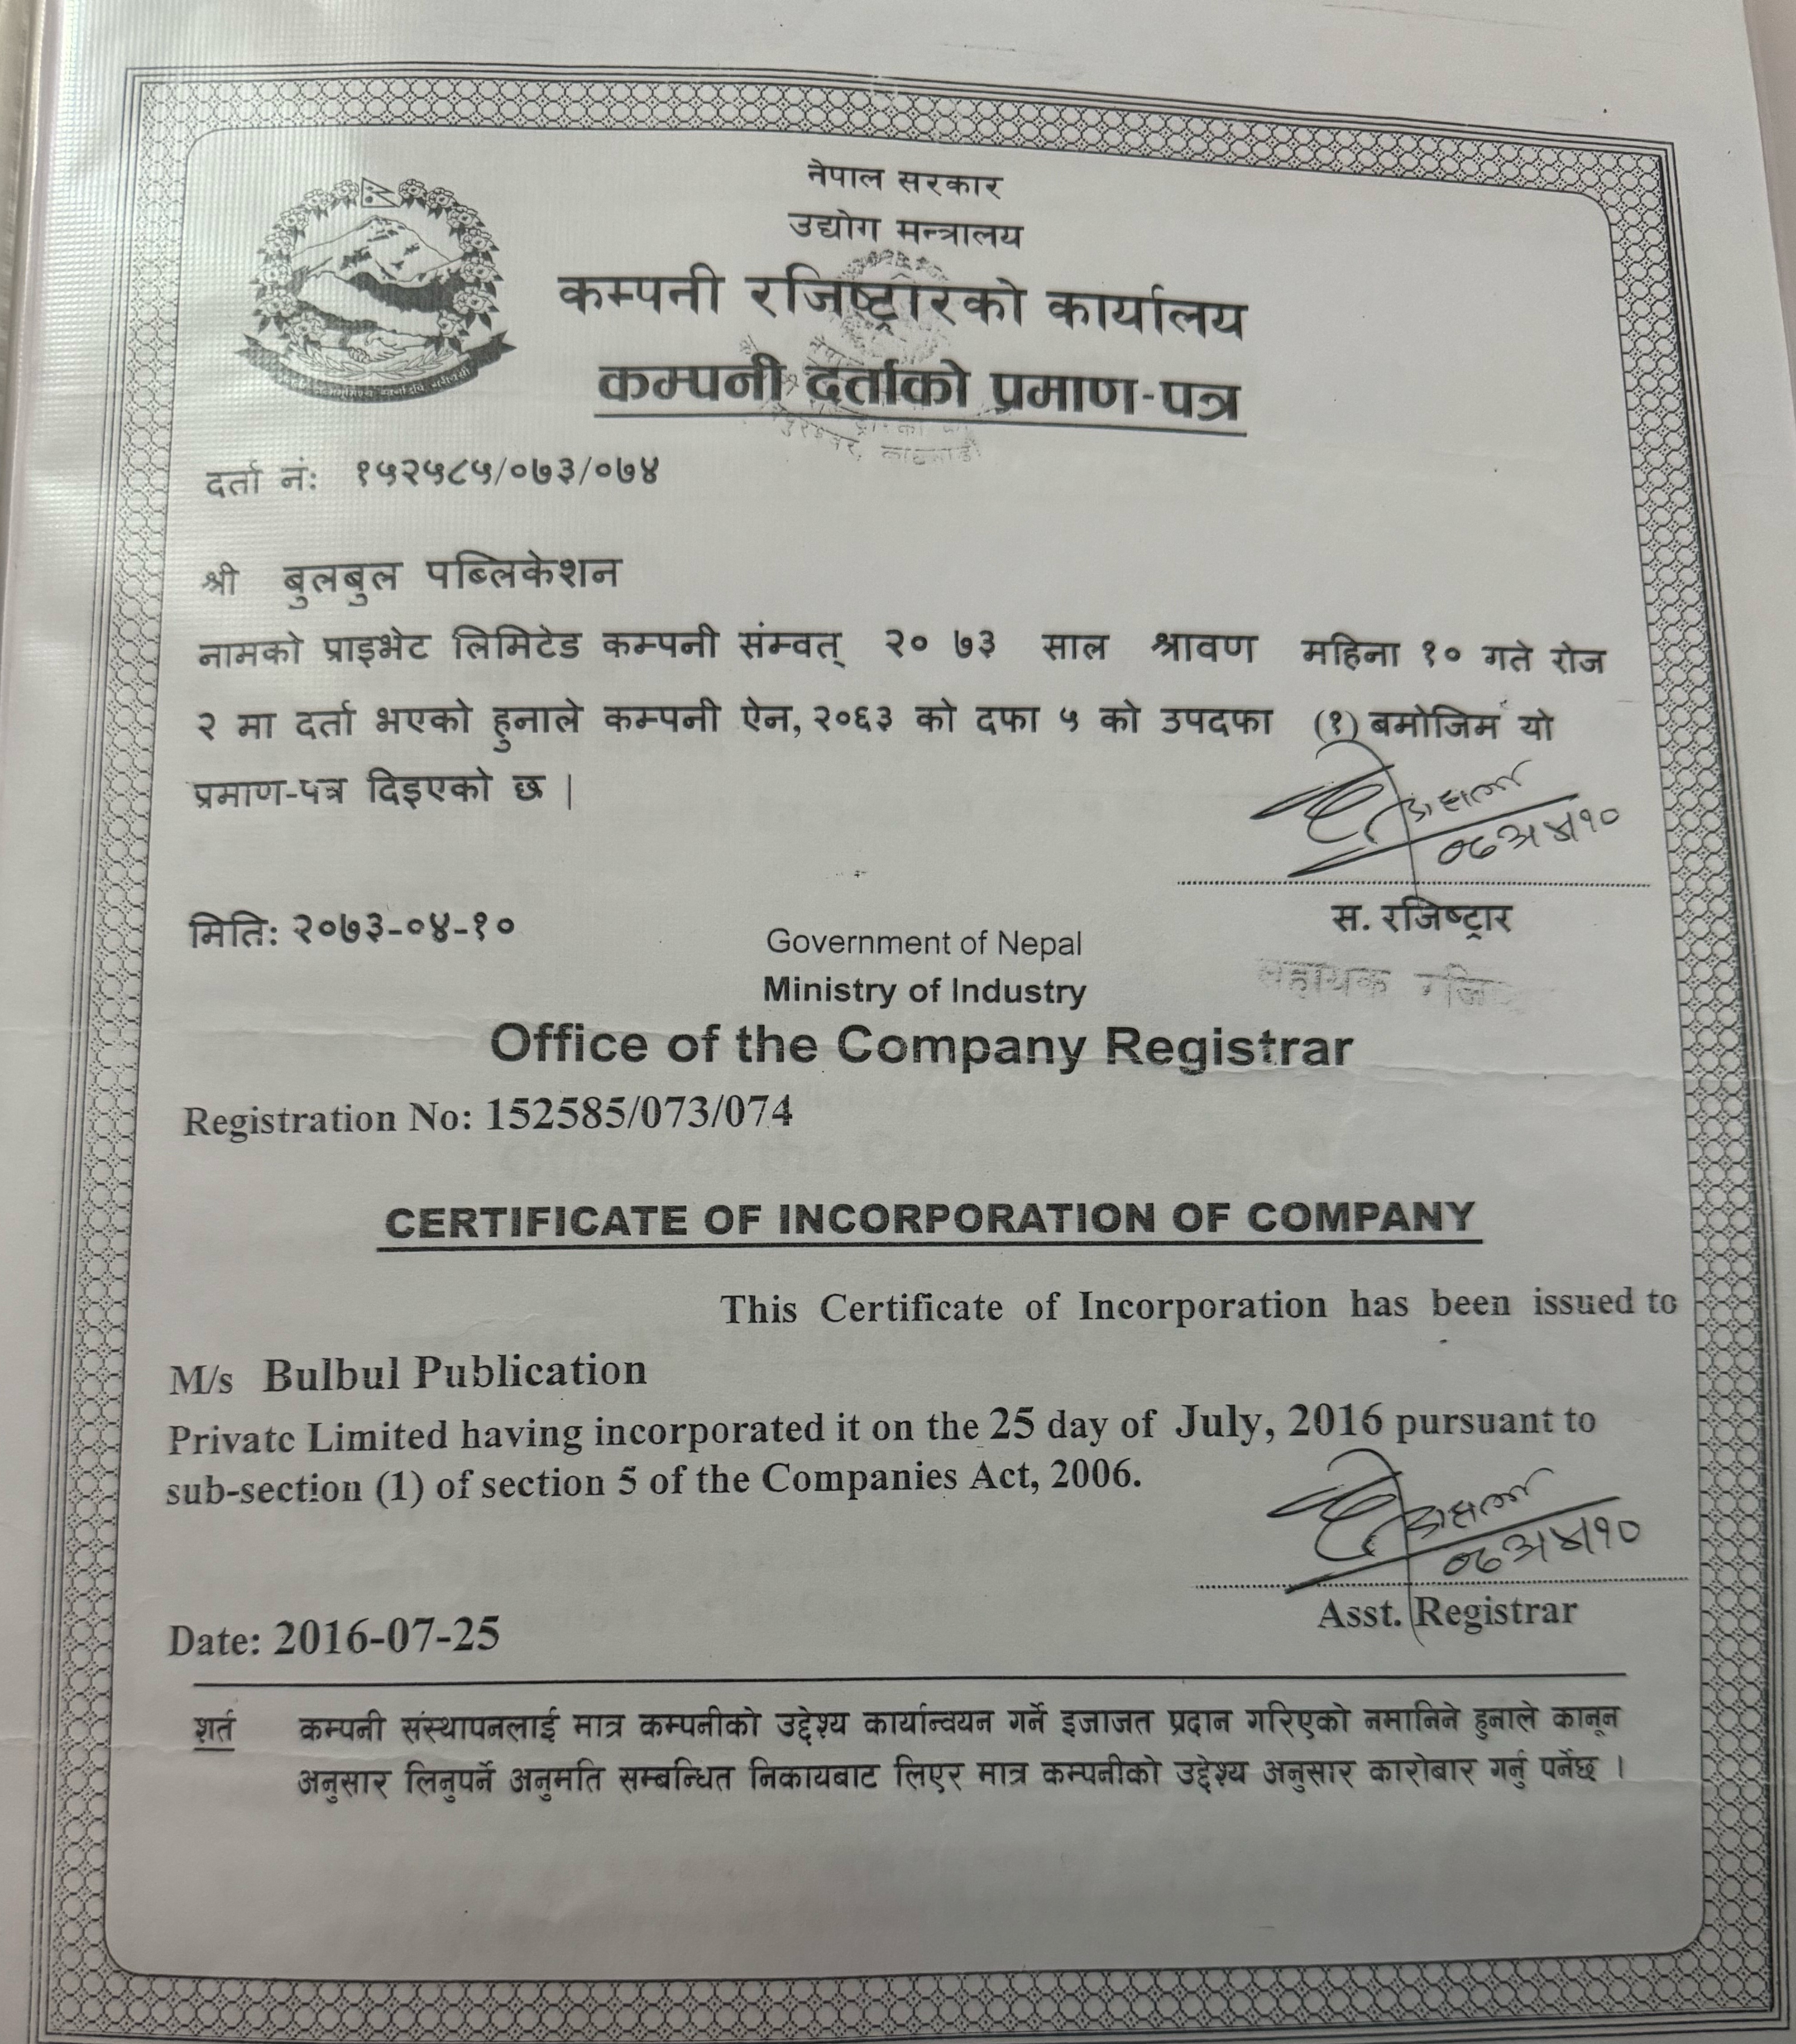 नेपाल सरकार
उद्योग मन्त्रालय
कम्पनी रजिष्ट्रारको कार्यालय
कम्पनी दर्ताको प्रमाण-पत्र
दर्ता नं: १५२५८५/०७३/०७४
श्री बुलबुल पब्लिकेशन
नामको प्राइभेट लिमिटेड कम्पनी संम्वत् २० ७३ साल श्रावण महिना १० गते रोज
२ मा दर्ता भएको हुनाले कम्पनी ऐन, २०६३ को दफा ५ को उपदफा (१) बमोजिम यो
प्रमाण-पत्र दिइएको छ |
स. रजिष्ट्रार
मिति: २०७३-०४-१०
सहायक
Government of Nepal
Ministry of Industry
Office of the Company Registrar
Registration No: 152585/073/074
CERTIFICATE OF INCORPORATION OF COMPANY
This Certificate of Incorporation has been issued to
M/s Bulbul Publication
Private Limited having incorporated it on the 25 day of July, 2016 pursuant to
sub-section (1) of section 5 of the Companies Act, 2006.
Asst. Registrar
Date: 2016-07-25
शर्त कम्पनी संस्थापनलाई मात्र कम्पनीको उद्देश्य कार्यान्वयन गर्ने इजाजत प्रदान गरिएको नमानिने हुनाले कानून
अनुसार लिनुपर्ने अनुमति सम्बन्धित निकायबाट लिएर मात्र कम्पनीको उद्देश्य अनुसार कारोबार गर्नु पर्नेछ ।